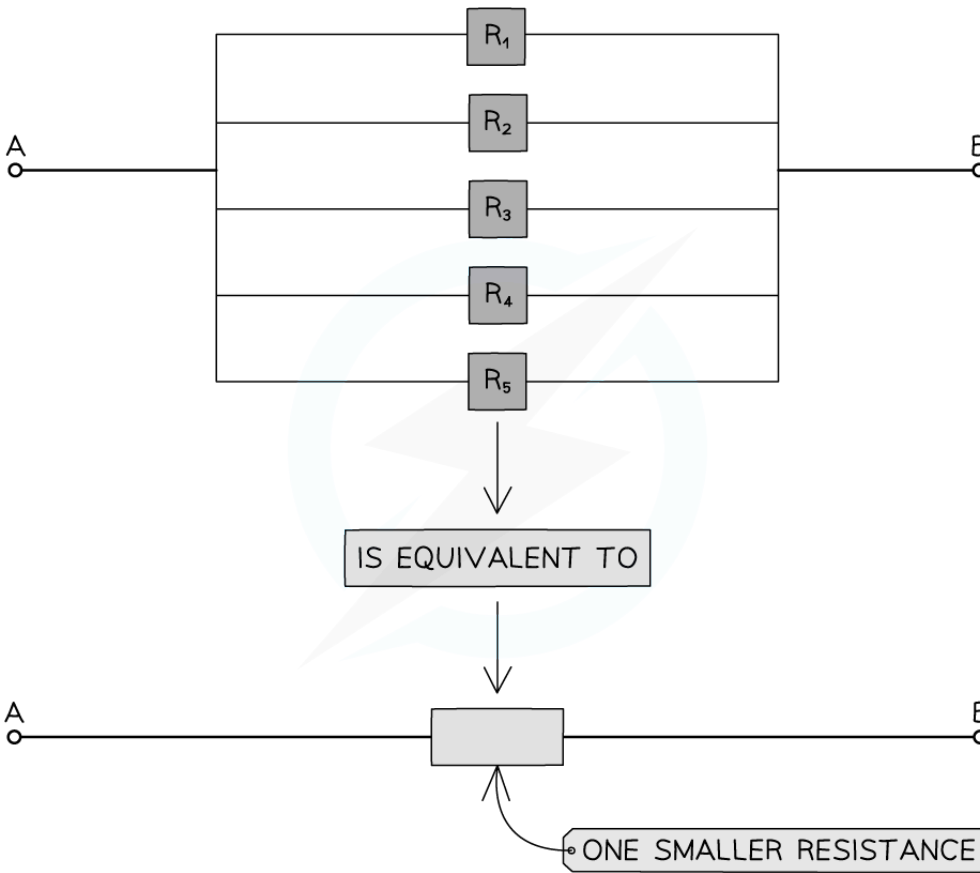 R₁
R₂
A
R₃
R₄
R₅
IS EQUIVALENT TO
A
ONE SMALLER RESISTANCE